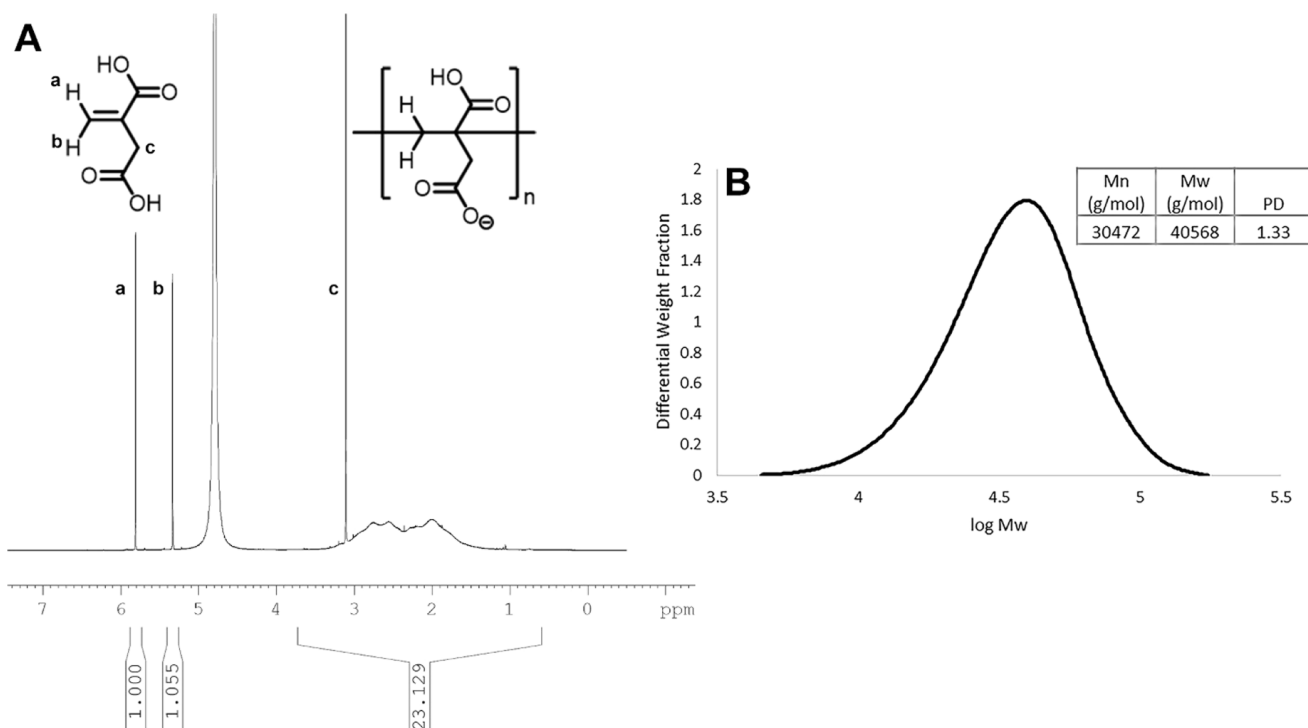 A
HO
a
H
O
b
H
c
O
OH
HO
H
O
H
O
O⊖
n
a
b
c
7 6 5 4 3 2 1 0 ppm
1.000
1.055
23.129
B
Mn (g/mol) Mw (g/mol) PD
30472 40568 1.33
Differential Weight Fraction
2
1.8
1.6
1.4
1.2
1
0.8
0.6
0.4
0.2
0
3.5 4 4.5 5 5.5
log Mw